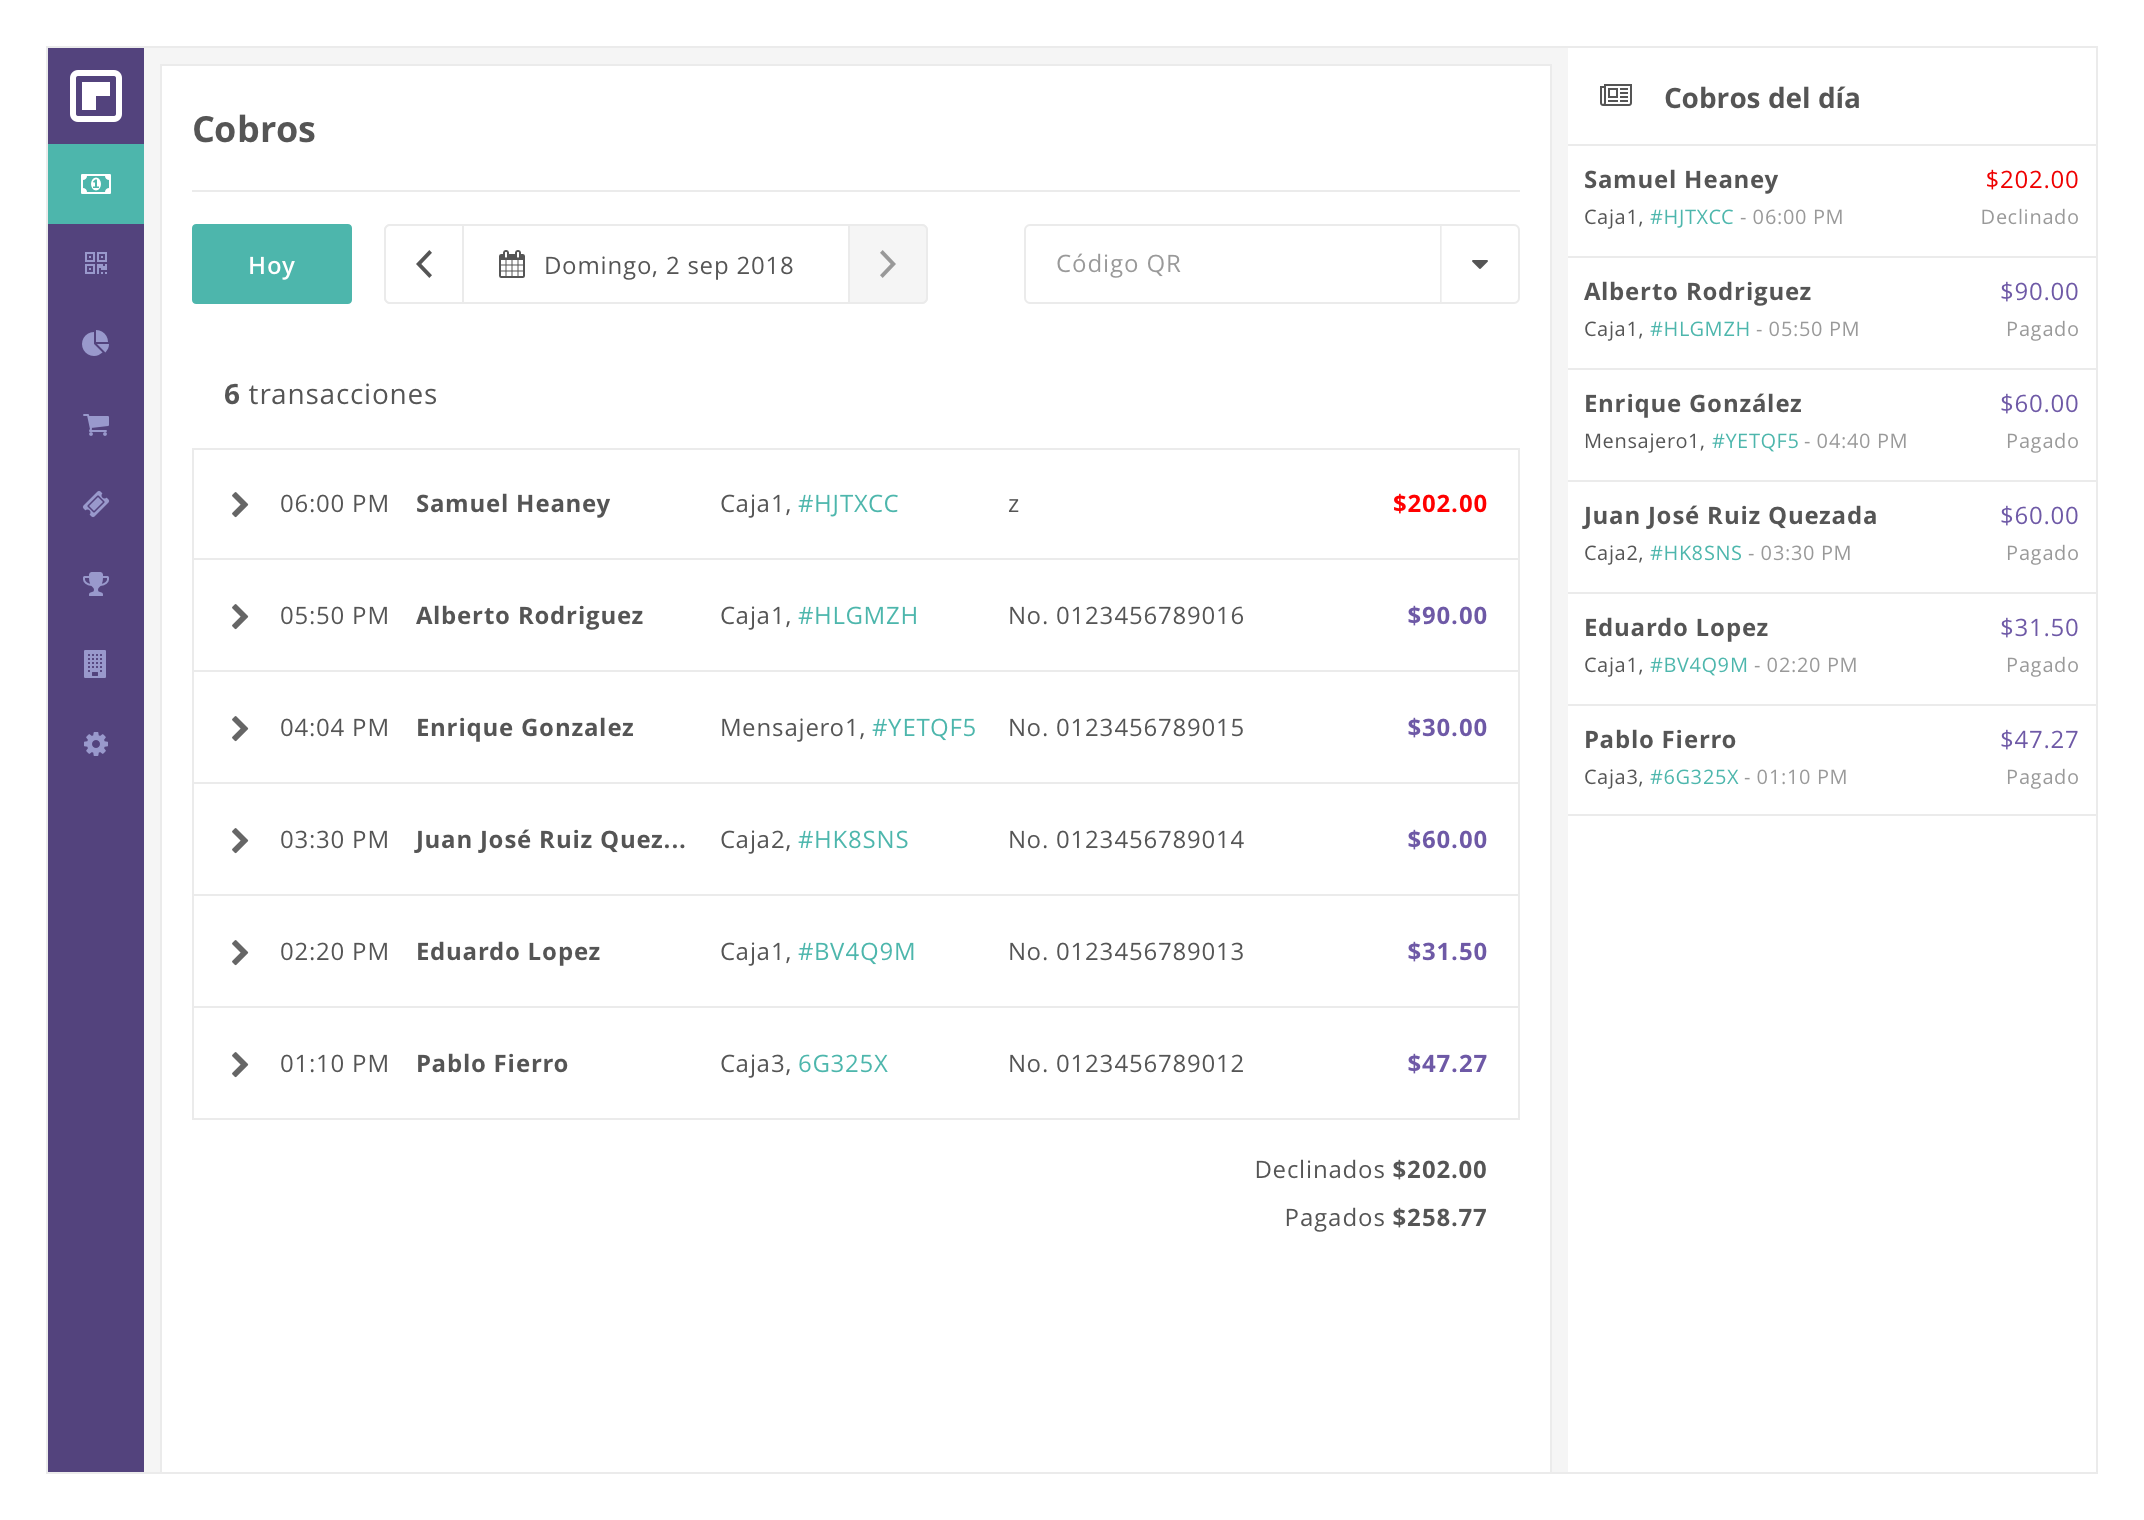 Cobros
Hoy
Domingo, 2 sep 2018
Código QR
6 transacciones
06:00 PM Samuel Heaney Caja1, #HJTXCC z $202.00
05:50 PM Alberto Rodriguez Caja1, #HLGMZH No. 0123456789016 $90.00
04:04 PM Enrique Gonzalez Mensajero1, #YETQF5 No. 0123456789015 $30.00
03:30 PM Juan José Ruiz Quez... Caja2, #HK8SNS No. 0123456789014 $60.00
02:20 PM Eduardo Lopez Caja1, #BV4Q9M No. 0123456789013 $31.50
01:10 PM Pablo Fierro Caja3, 6G325X No. 0123456789012 $47.27
Declinados $202.00
Pagados $258.77
Cobros del día
Samuel Heaney $202.00
Caja1, #HJTXCC - 06:00 PM Declinado
Alberto Rodriguez $90.00
Caja1, #HLGMZH - 05:50 PM Pagado
Enrique González $60.00
Mensajero1, #YETQF5 - 04:40 PM Pagado
Juan José Ruiz Quezada $60.00
Caja2, #HK8SNS - 03:30 PM Pagado
Eduardo Lopez $31.50
Caja1, #BV4Q9M - 02:20 PM Pagado
Pablo Fierro $47.27
Caja3, #6G325X - 01:10 PM Pagado